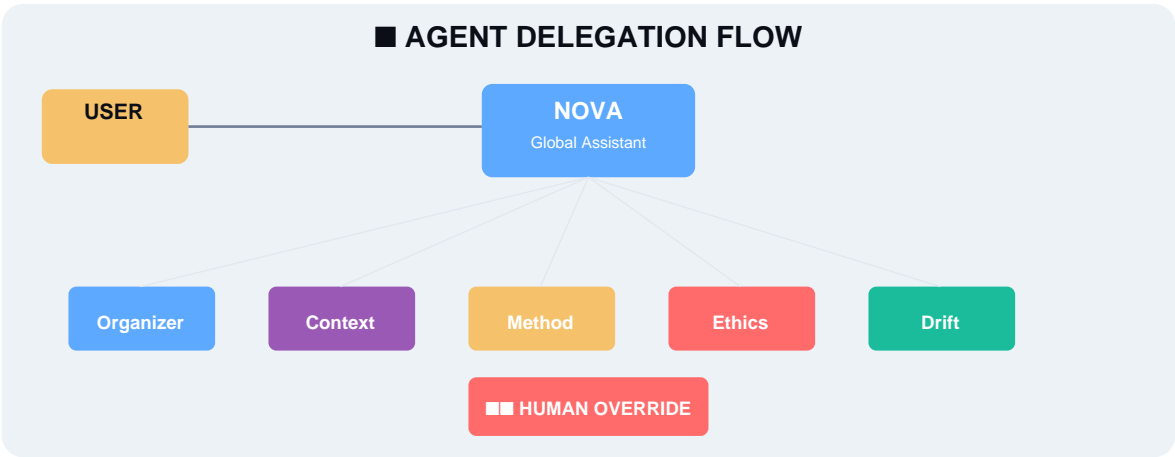 ■ AGENT DELEGATION FLOW
USER
NOVA
Global Assistant
Organizer
Context
Method
Ethics
Drift
■■ HUMAN OVERRIDE